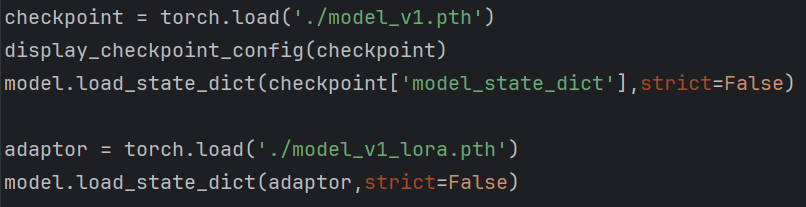 checkpoint = torch.load('./model_v1.pth')
display_checkpoint_config(checkpoint)
model.load_state_dict(checkpoint['model_state_dict'],strict=False)
adaptor = torch.load('./model_v1_lora.pth')
model.load_state_dict(adaptor,strict=False)